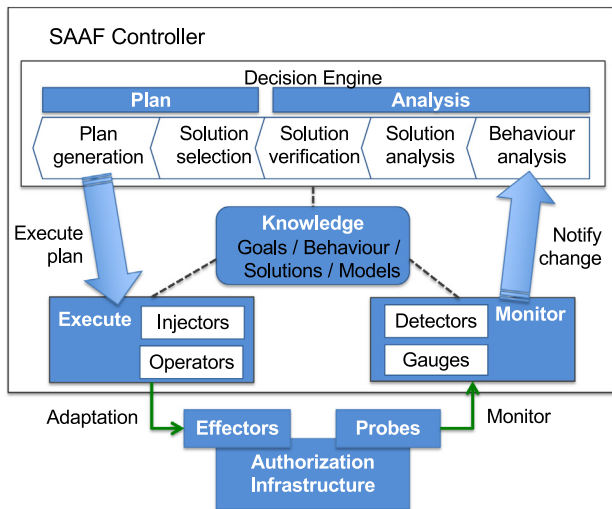 SAAF Controller
Decision Engine
Plan
Analysis
Plan
generation
Solution
selection
Solution
verification
Solution
analysis
Behaviour
analysis
Execute
plan
Knowledge
Goals / Behaviour /
Solutions / Models
Notify
change
Execute
Injectors
Operators
Detectors
Gauges
Monitor
Adaptation
Effectors
Probes
Monitor
Authorization
Infrastructure